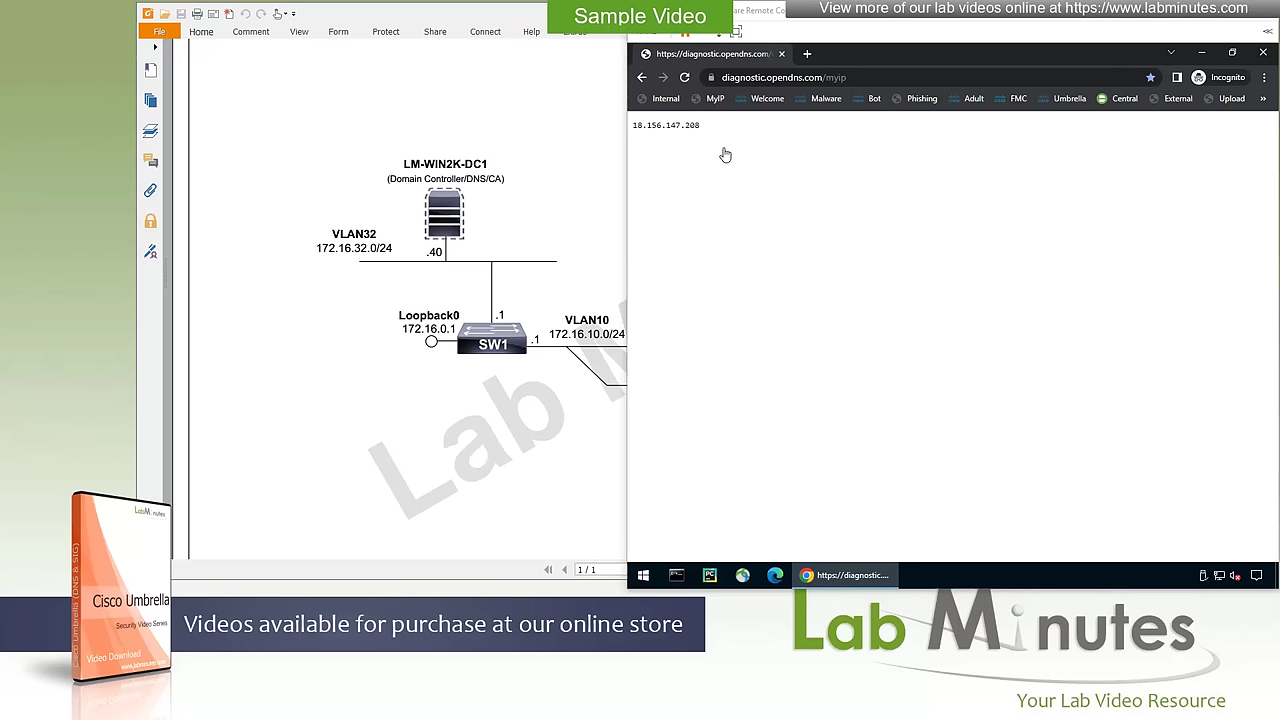 Sample Video
View more of our lab videos online at https://www.labminutes.com
File
Home
Comment
View
Form
Protect
Share
Connect
Help
https://diagnostic.opendns.com/
diagnostic.opendns.com/myip
Incognito
Internal
MyIP
Welcome
Malware
Bot
Phishing
Adult
FMC
Umbrella
Central
External
Upload
18.156.147.208
LM-WIN2K-DC1
(Domain Controller/DNS/CA)
VLAN32
172.16.32.0/24
.40
Loopback0
172.16.0.1
.1
SW1
.1
VLAN10
172.16.10.0/24
Lab M
1 / 1
https://diagnostic....
LabMinutes
Cisco Umbrella (DNS & SIG)
Cisco Umbrella
Security Video Series
Video Download
Videos available for purchase at our online store
Lab Minutes
Your Lab Video Resource